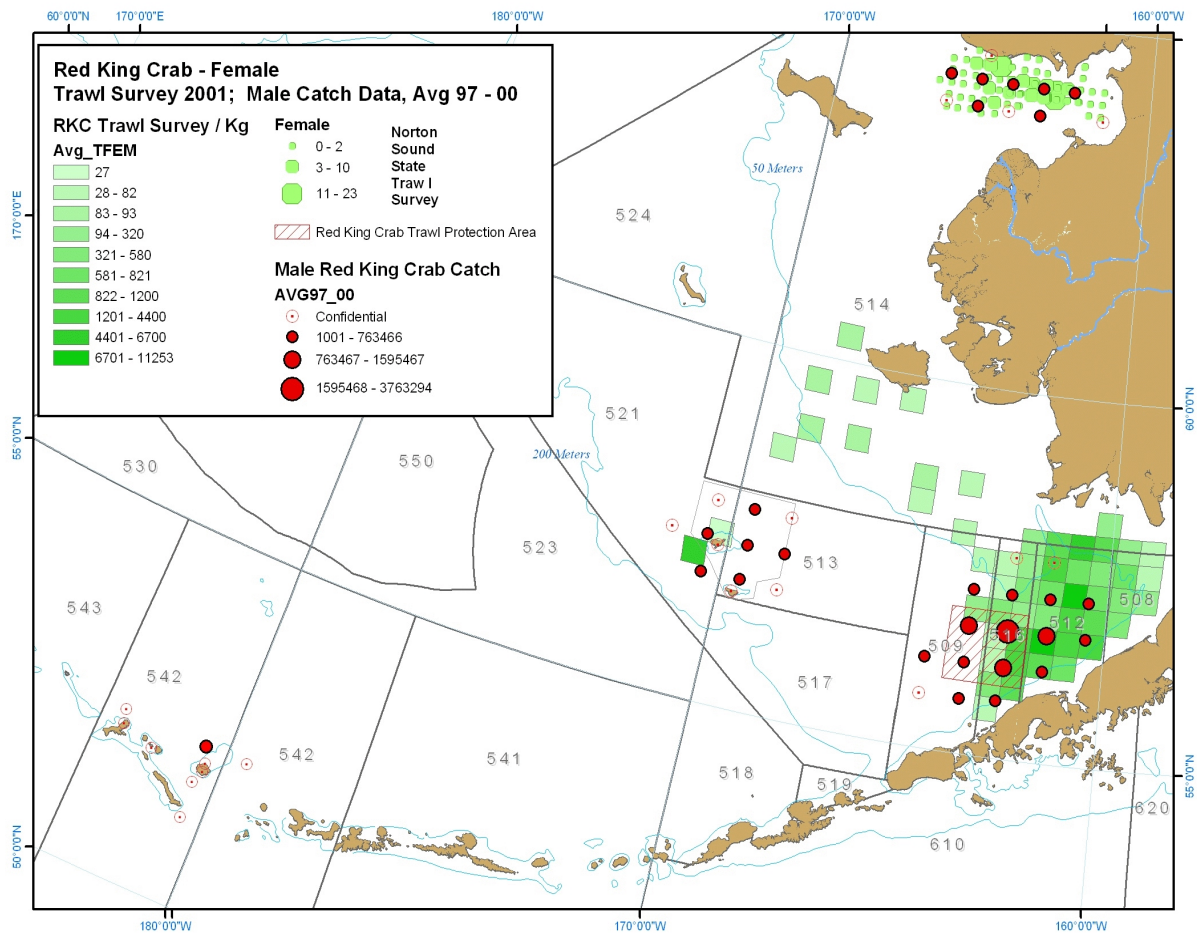 60°0'0"N 170°0'0"E 180°0'0"W 170°0'0"W 160°0'0"W
Red King Crab - Female
Trawl Survey 2001; Male Catch Data, Avg 97 - 00
RKC Trawl Survey / Kg
Avg_TFEM
27
28 - 82
83 - 93
94 - 320
321 - 580
581 - 821
822 - 1200
1201 - 4400
4401 - 6700
6701 - 11253
Female
0 - 2
3 - 10
11 - 23
Norton
Sound
State
Trawl
Survey
Red King Crab Trawl Protection Area
Male Red King Crab Catch
AVG97_00
Confidential
1001 - 763466
763467 - 1595467
1595468 - 3763294
50 Meters
170°0'0"E
524
514
521
60°0'0"N
55°0'0"N
530
550
200 Meters
523
513
543
508
512
516
509
542
517
542
541
518
519
55°0'0"N
620
610
50°0'0"N
180°0'0"W 170°0'0"W 160°0'0"W